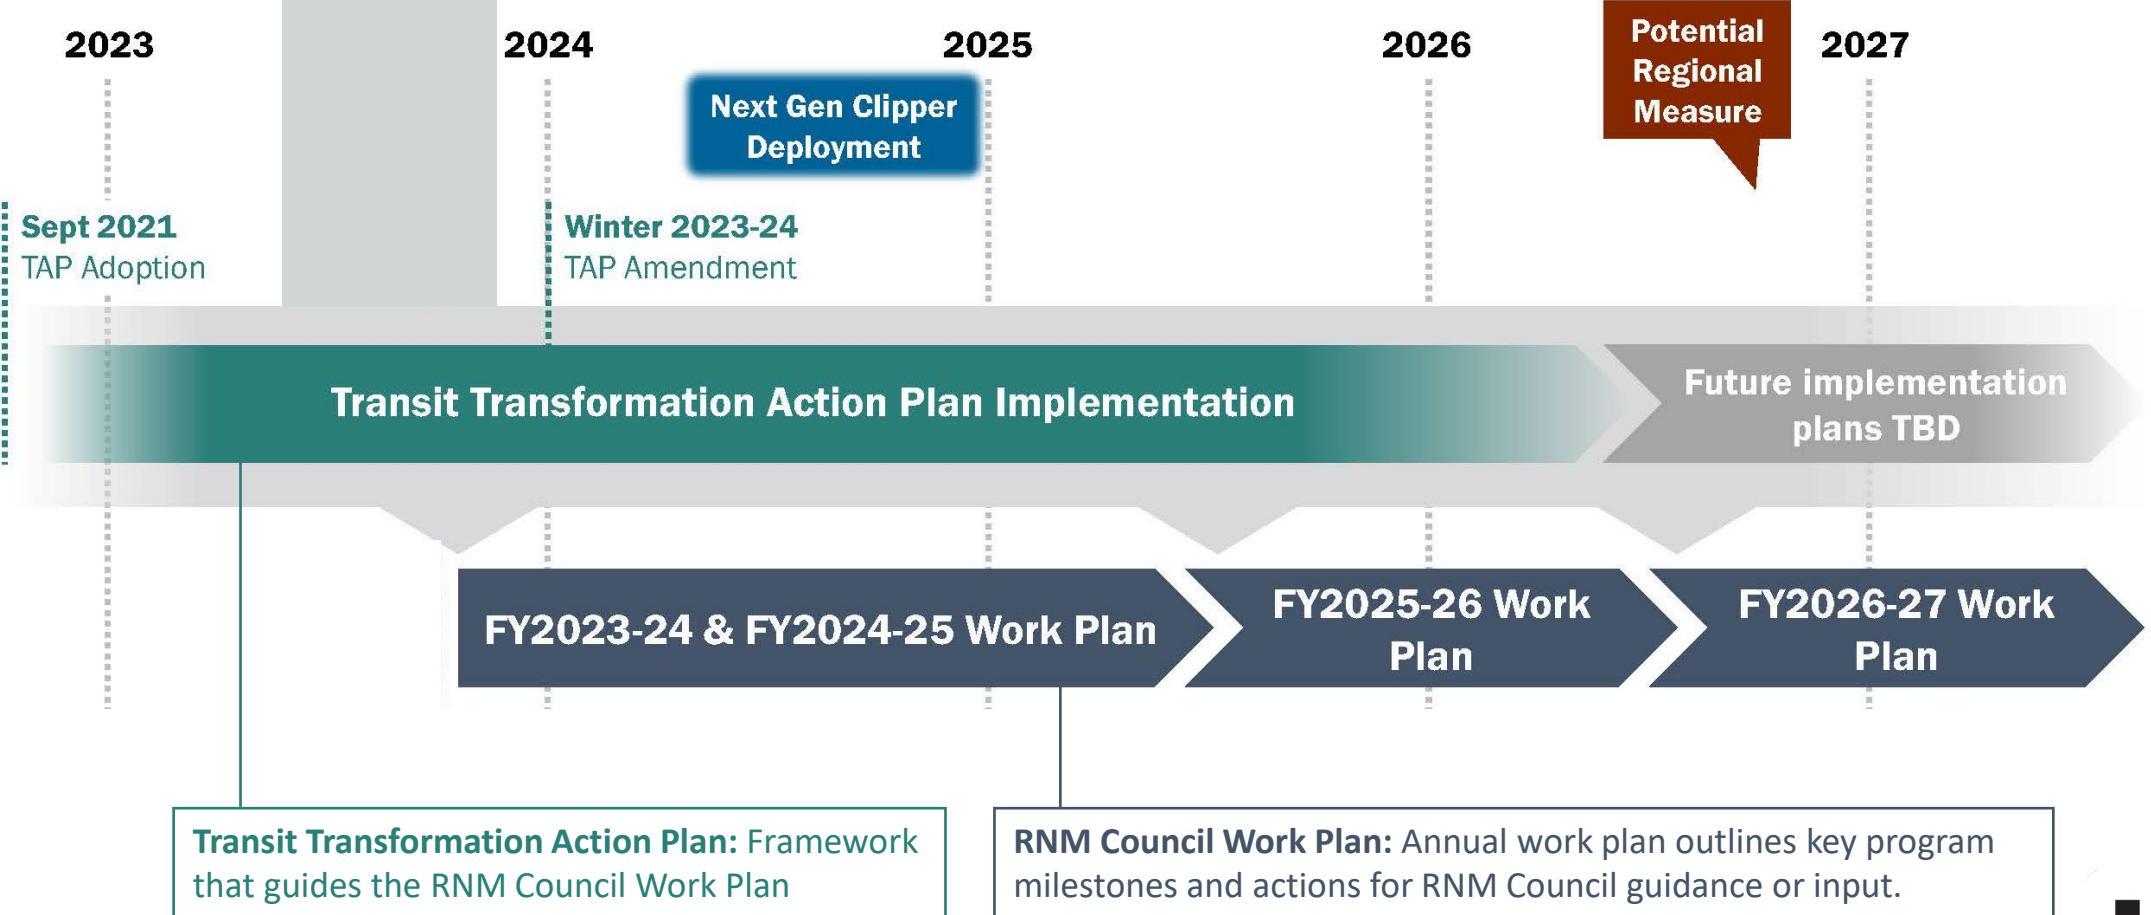 2023
2024
2025
2026
2027
Potential
Regional
Measure
Next Gen Clipper
Deployment
Sept 2021
TAP Adoption
Winter 2023-24
TAP Amendment
Transit Transformation Action Plan Implementation
Future implementation
plans TBD
FY2023-24 & FY2024-25 Work Plan
FY2025-26 Work
Plan
FY2026-27 Work
Plan
Transit Transformation Action Plan: Framework
that guides the RNM Council Work Plan
RNM Council Work Plan: Annual work plan outlines key program
milestones and actions for RNM Council guidance or input.